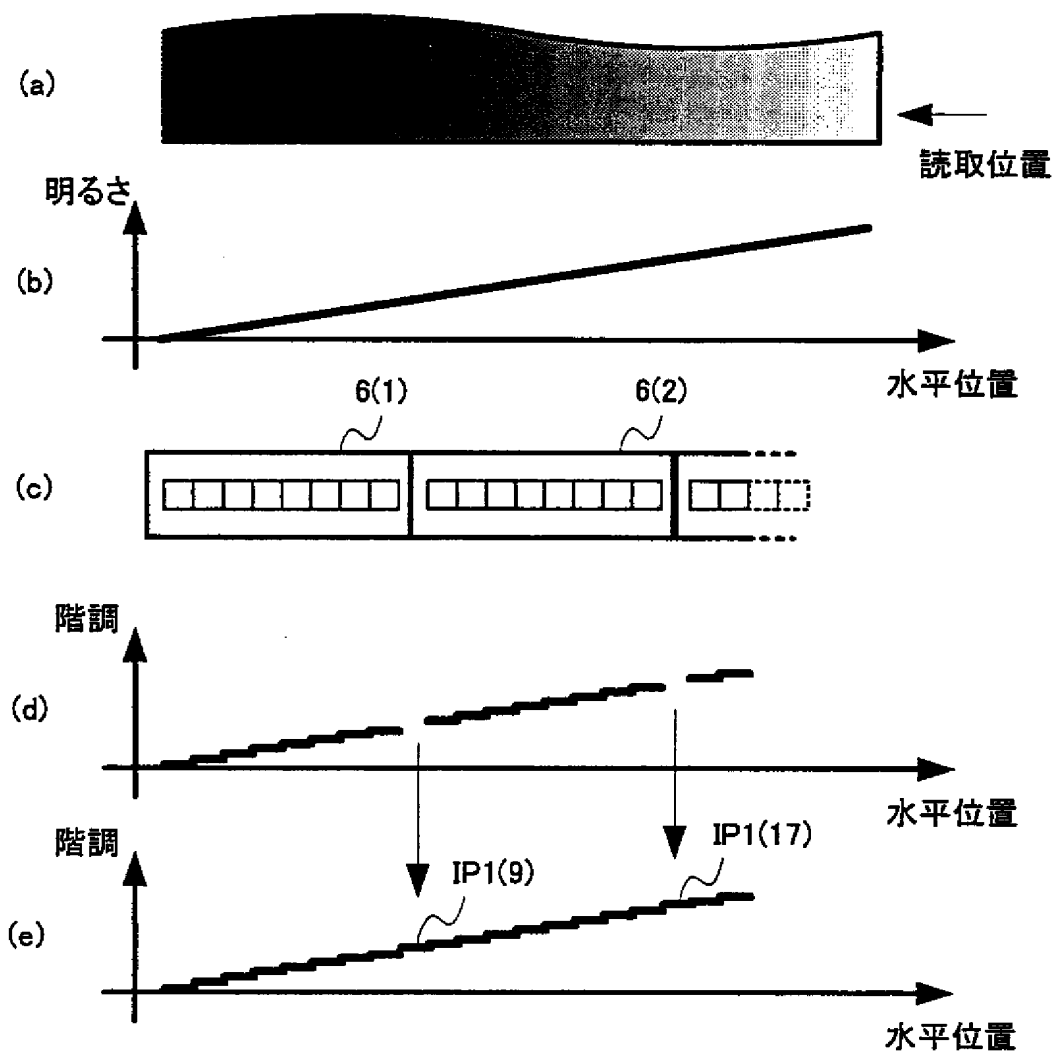 (a)
読取位置
明るさ
(b)
水平位置
6(1)
6(2)
(c)
階調
(d)
水平位置
階調
IP1(9)
IP1(17)
(e)
水平位置